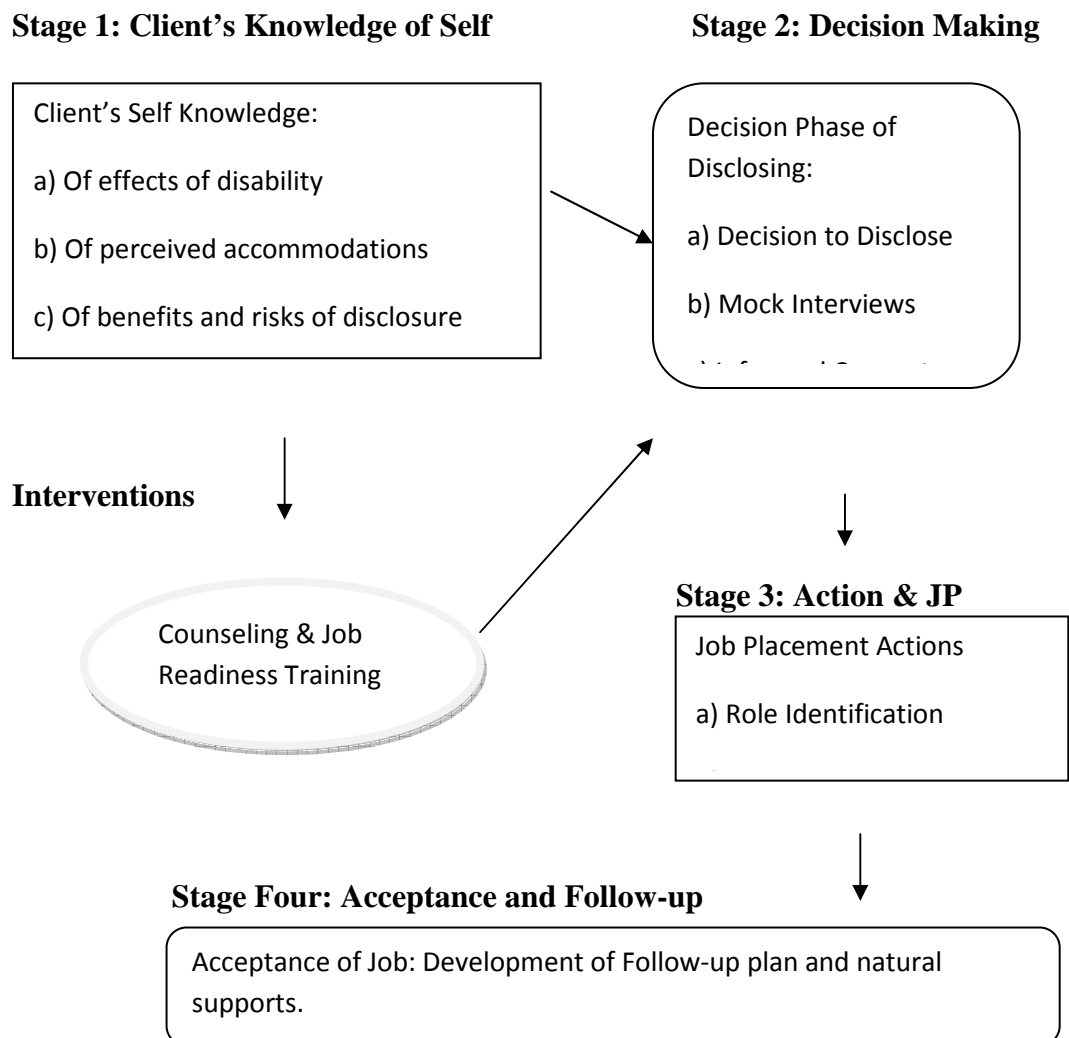 Stage 1: Client’s Knowledge of Self
Client’s Self Knowledge:
a) Of effects of disability
b) Of perceived accommodations
c) Of benefits and risks of disclosure
Stage 2: Decision Making
Decision Phase of
Disclosing:
a) Decision to Disclose
b) Mock Interviews
Interventions
Counseling & Job
Readiness Training
Stage 3: Action & JP
Job Placement Actions
a) Role Identification
Stage Four: Acceptance and Follow-up
Acceptance of Job: Development of Follow-up plan and natural
supports.